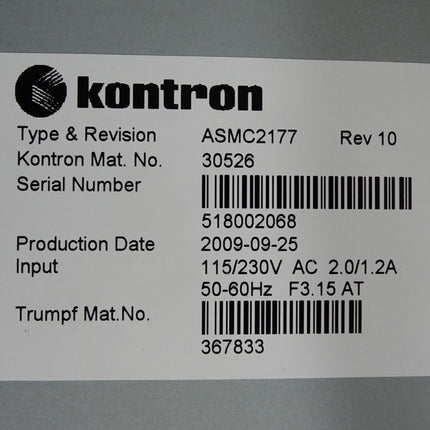 kontron
Type & Revision ASMC2177 Rev 10
Kontron Mat. No. 30526
Serial Number
518002068
Production Date 2009-09-25
Input 115/230V AC 2.0/1.2A
50-60Hz F3.15 AT
Trumpf Mat.No.
367833